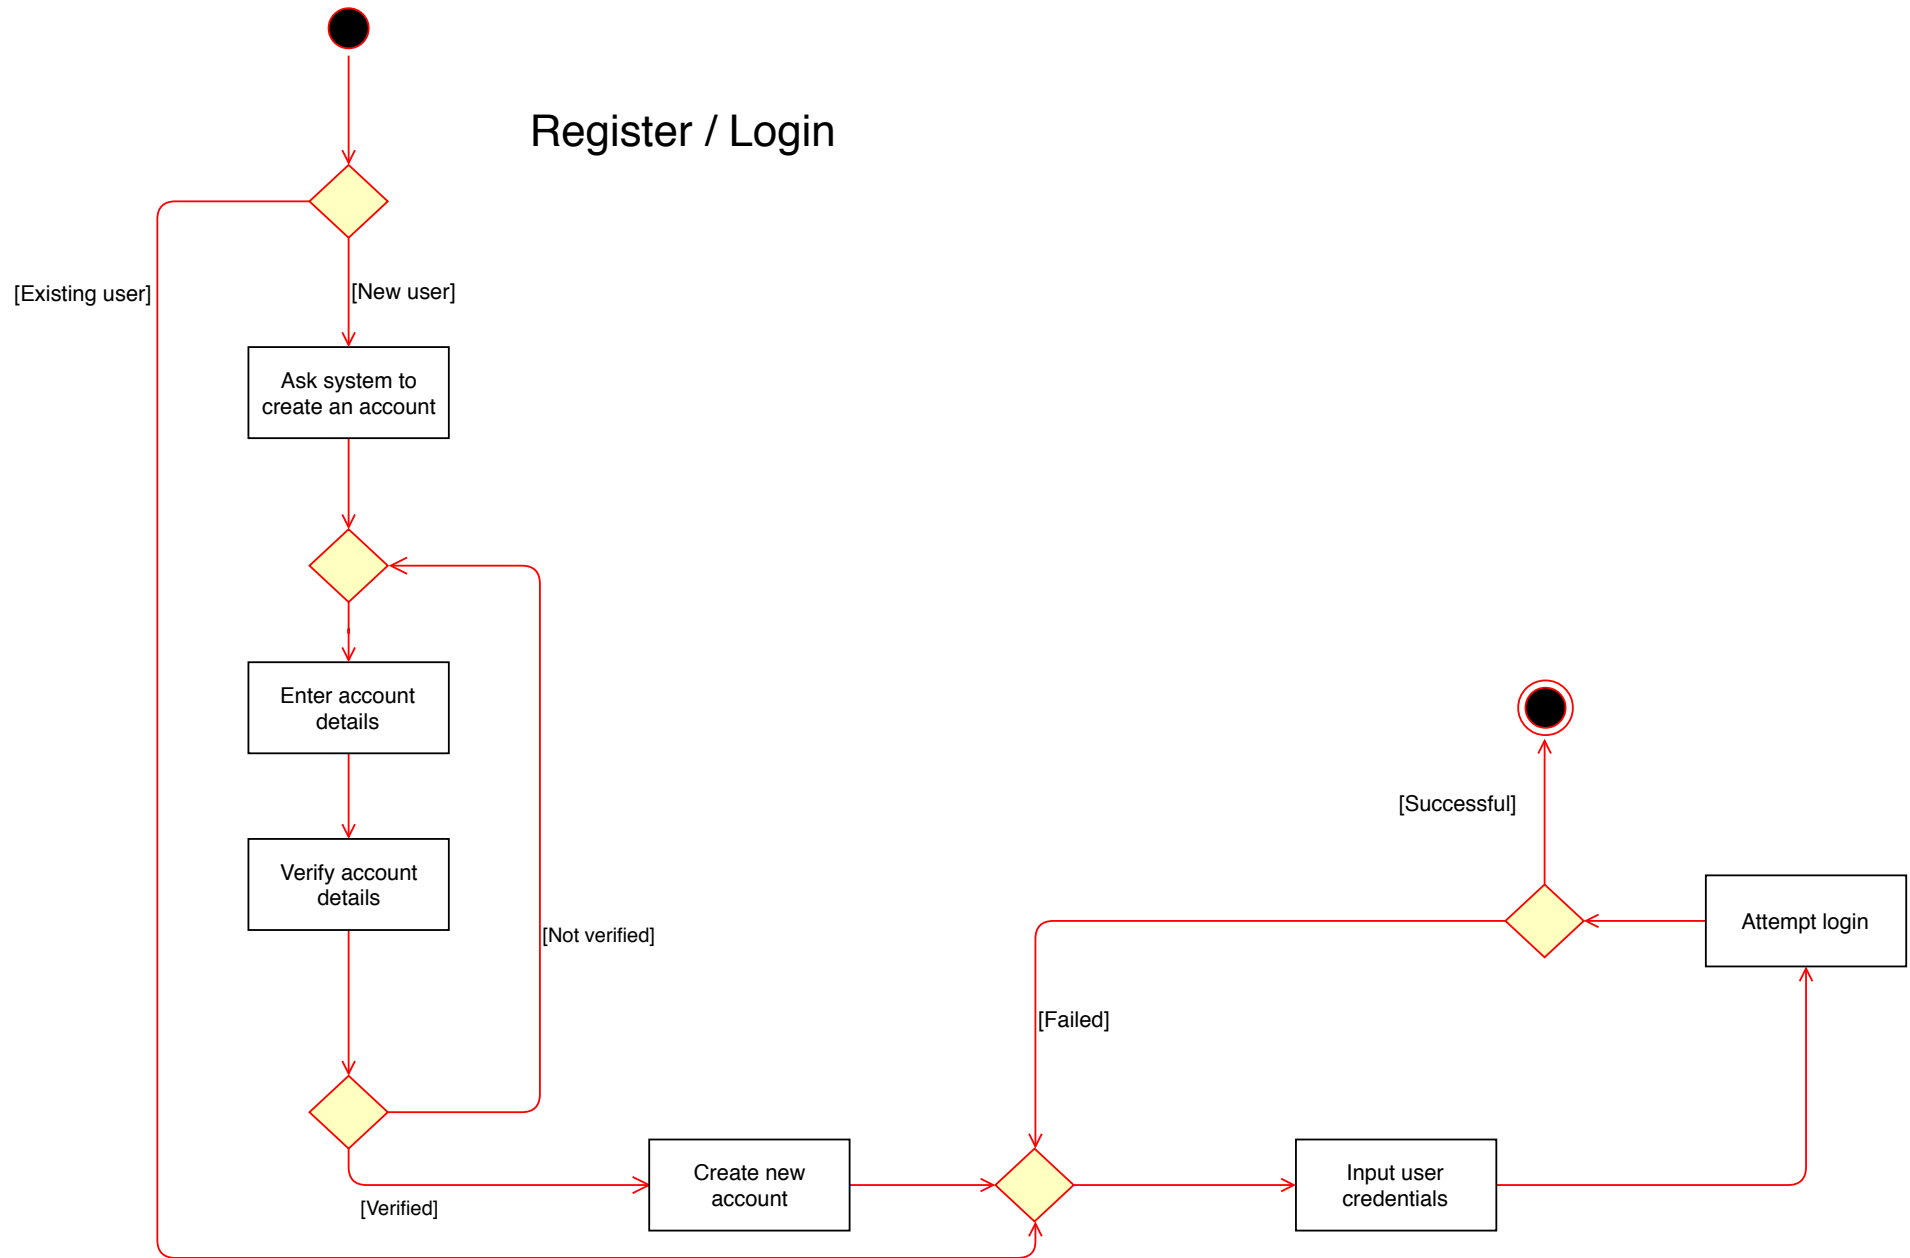 Register / Login
[Existing user]
[New user]
Ask system to
create an account
Enter account
details
Verify account
details
[Not verified]
[Verified]
Create new
account
[Failed]
[Successful]
Attempt login
Input user
credentials